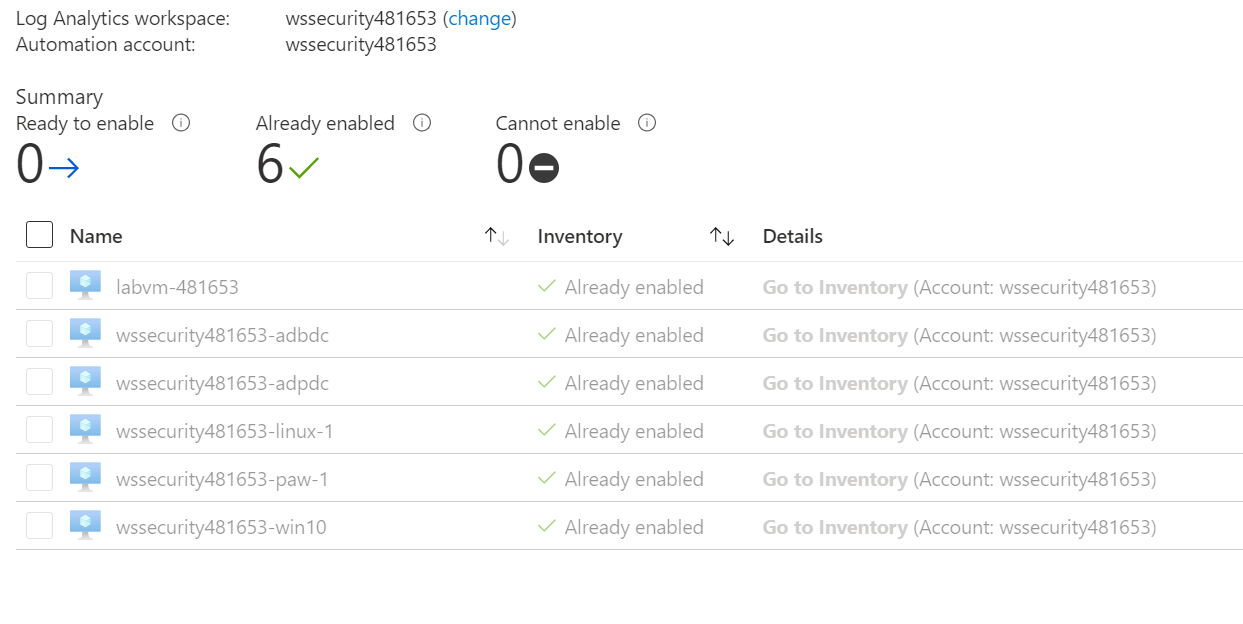 Log Analytics workspace: wssecurity481653 (change)
Automation account: wssecurity481653
Summary
Ready to enable Already enabled Cannot enable
0 6 0
Name Inventory Details
labvm-481653 Already enabled Go to Inventory (Account: wssecurity481653)
wssecurity481653-adbdc Already enabled Go to Inventory (Account: wssecurity481653)
wssecurity481653-adpdc Already enabled Go to Inventory (Account: wssecurity481653)
wssecurity481653-linux-1 Already enabled Go to Inventory (Account: wssecurity481653)
wssecurity481653-paw-1 Already enabled Go to Inventory (Account: wssecurity481653)
wssecurity481653-win10 Already enabled Go to Inventory (Account: wssecurity481653)